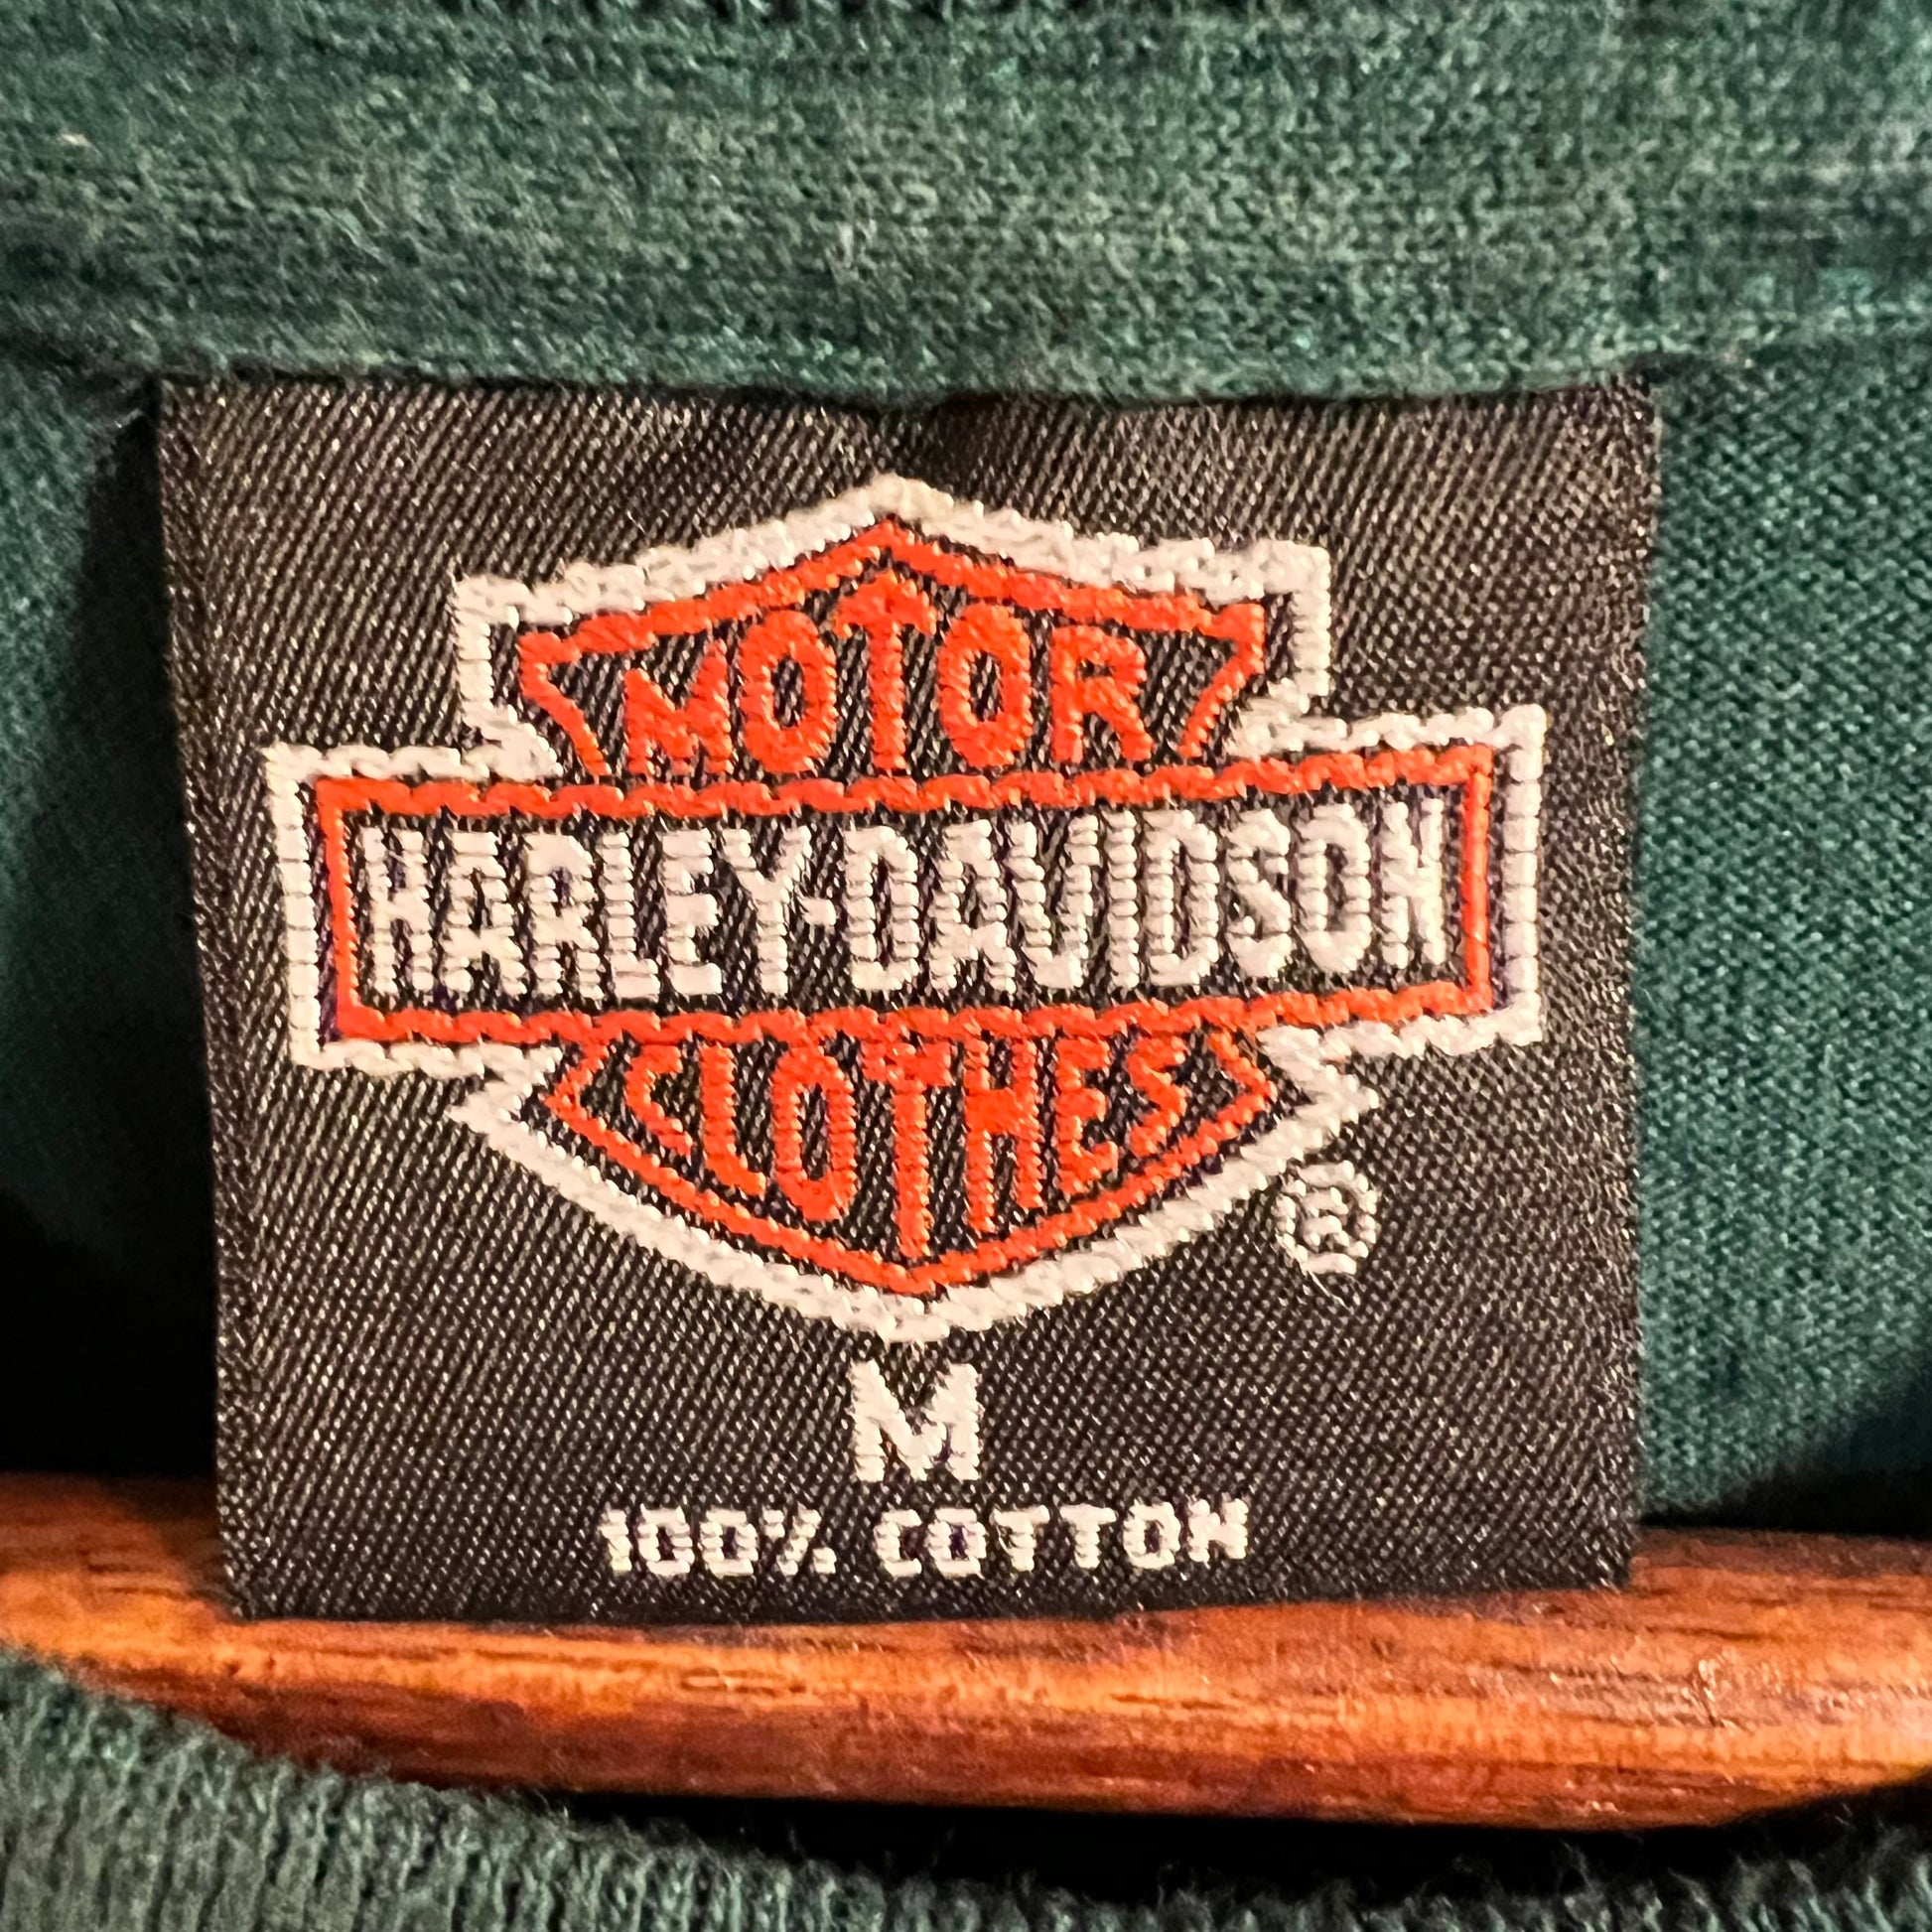 MOTOR
HARLEY-DAVIDSON
CLOTHES
®
M
100% COTTON